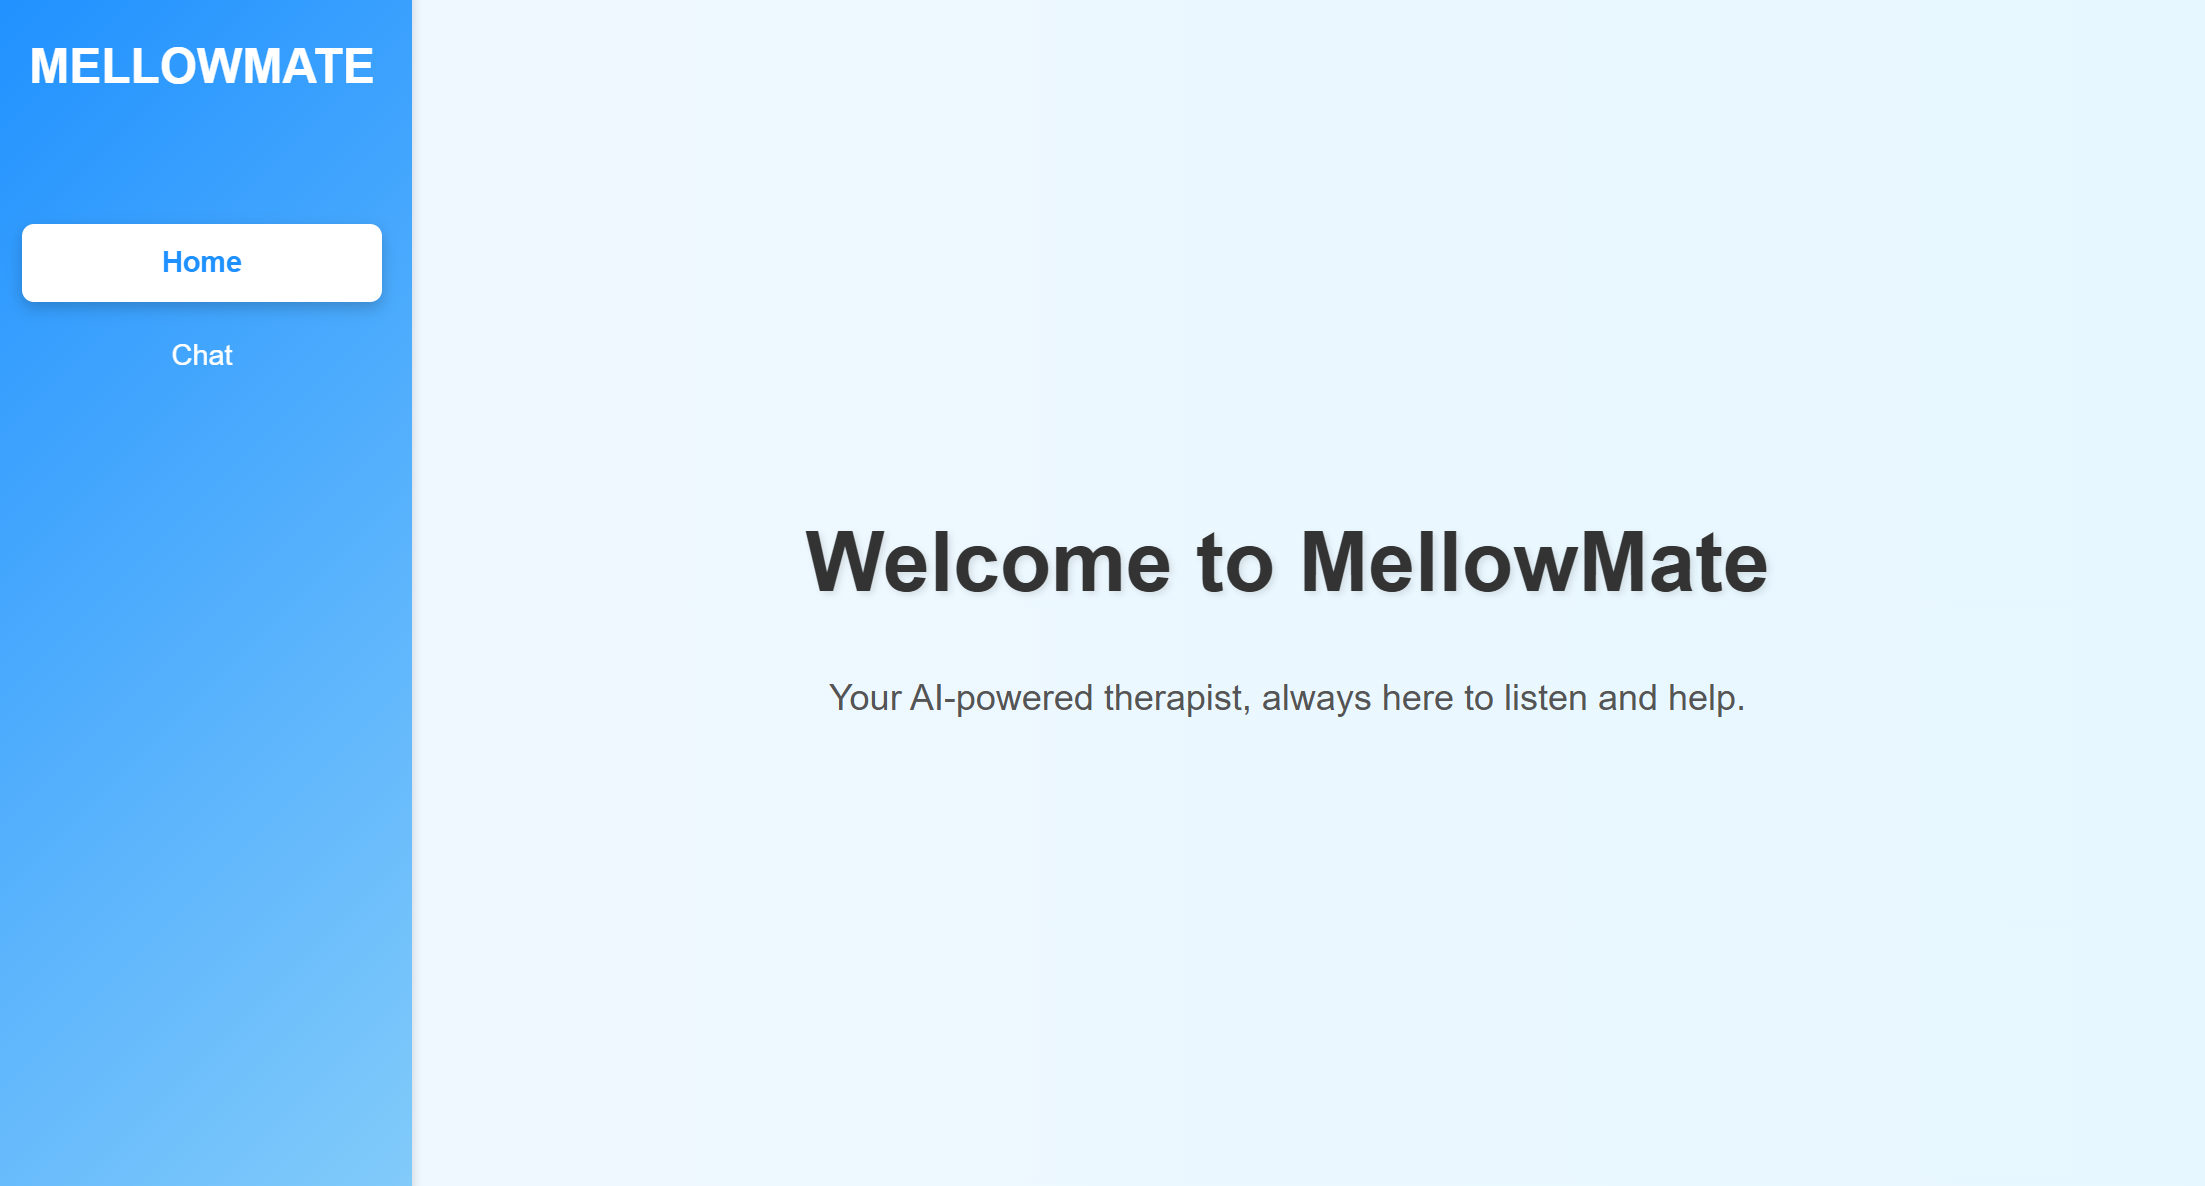 MELLOWMATE
Home
Chat
Welcome to MellowMate
Your AI-powered therapist, always here to listen and help.